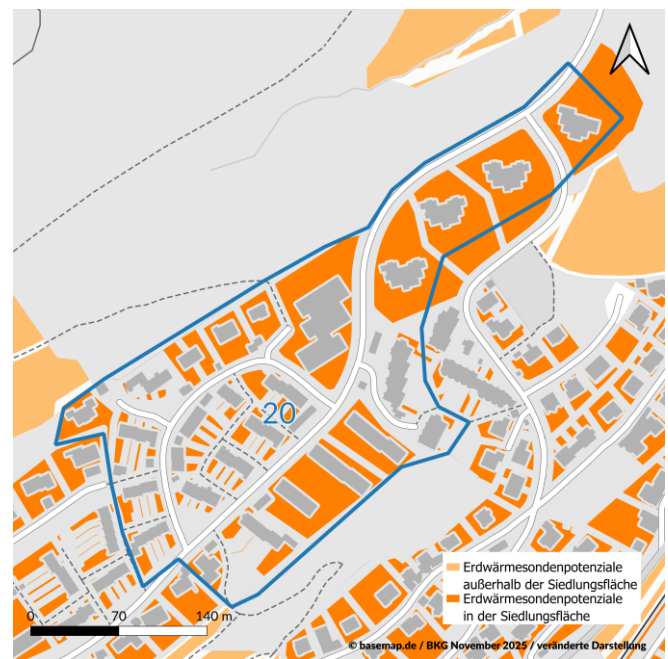 20
Erdwärmesondenpotenziale
außerhalb der Siedlungsfläche
Erdwärmesondenpotenziale
in der Siedlungsfläche
0 70 140 m
© basemap.de / BKG November 2025 / veränderte Darstellung